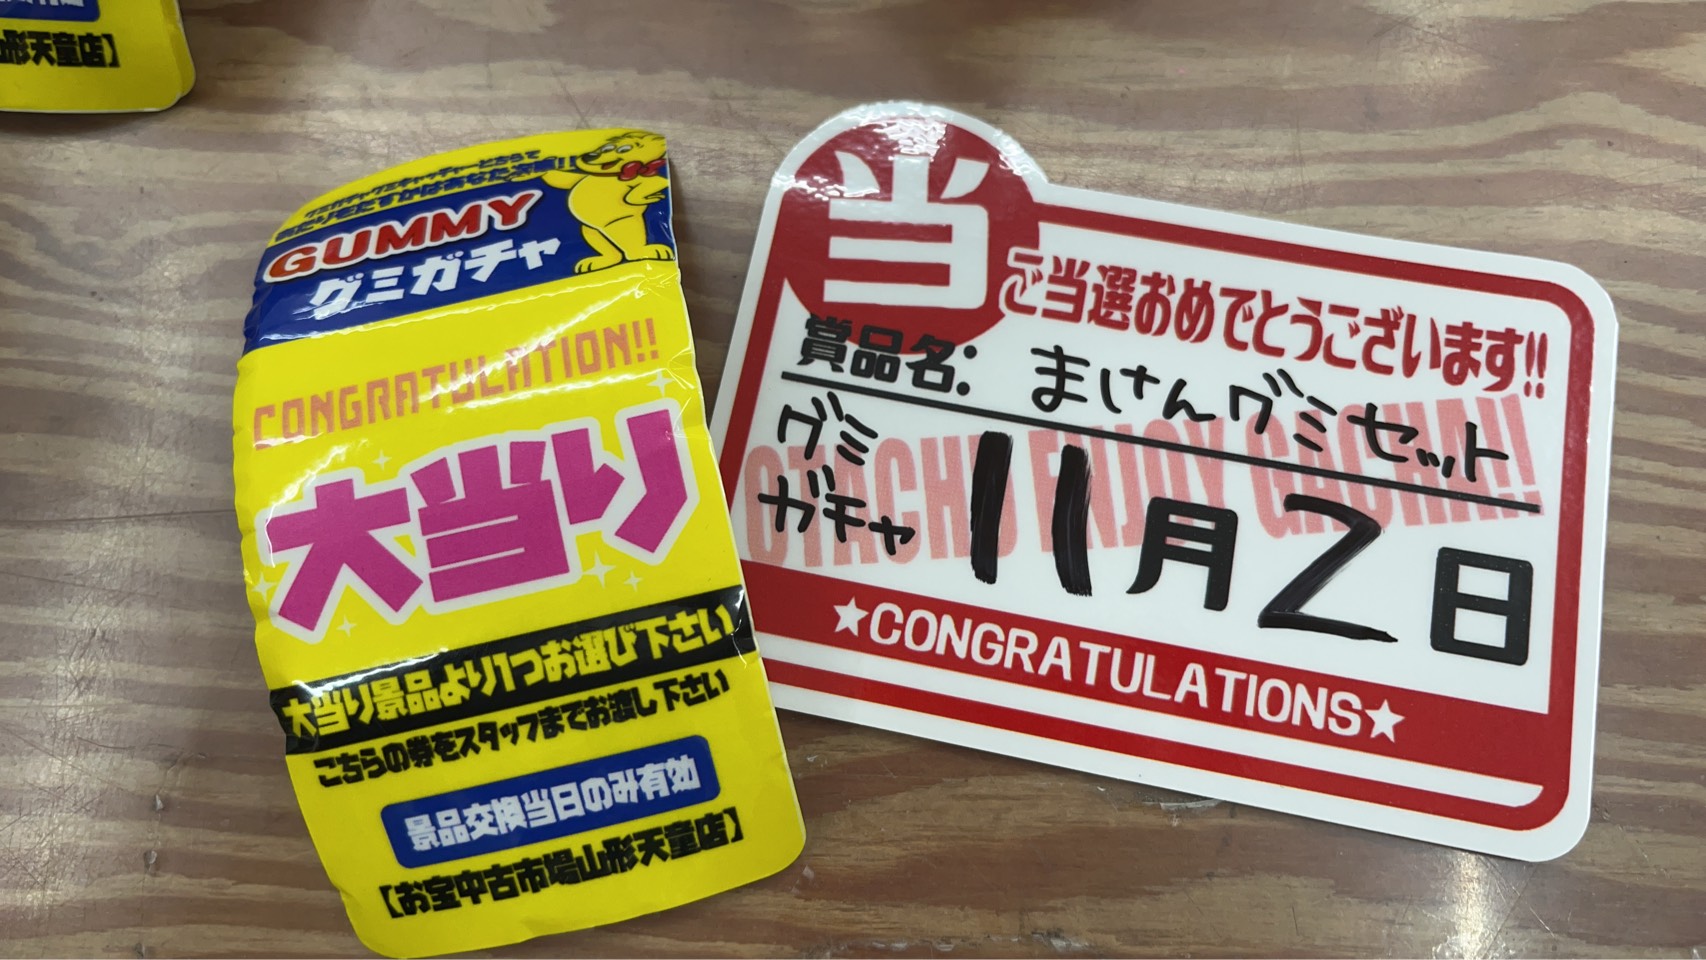 形天童店】
GUMMY
グミガチャ
CONGRATULATION!!
大当り
大当り景品より1つお選び下さい
こちらの券をスタッフまでお渡し下さい
景品交換当日のみ有効
【お宝中古市場山形天童店】
当
ご当選おめでとうございます!!
賞品名: まけんグミセット
グミ
ガチャ
11月2日
OTACHU ENJOY GACHA!!
★CONGRATULATIONS★